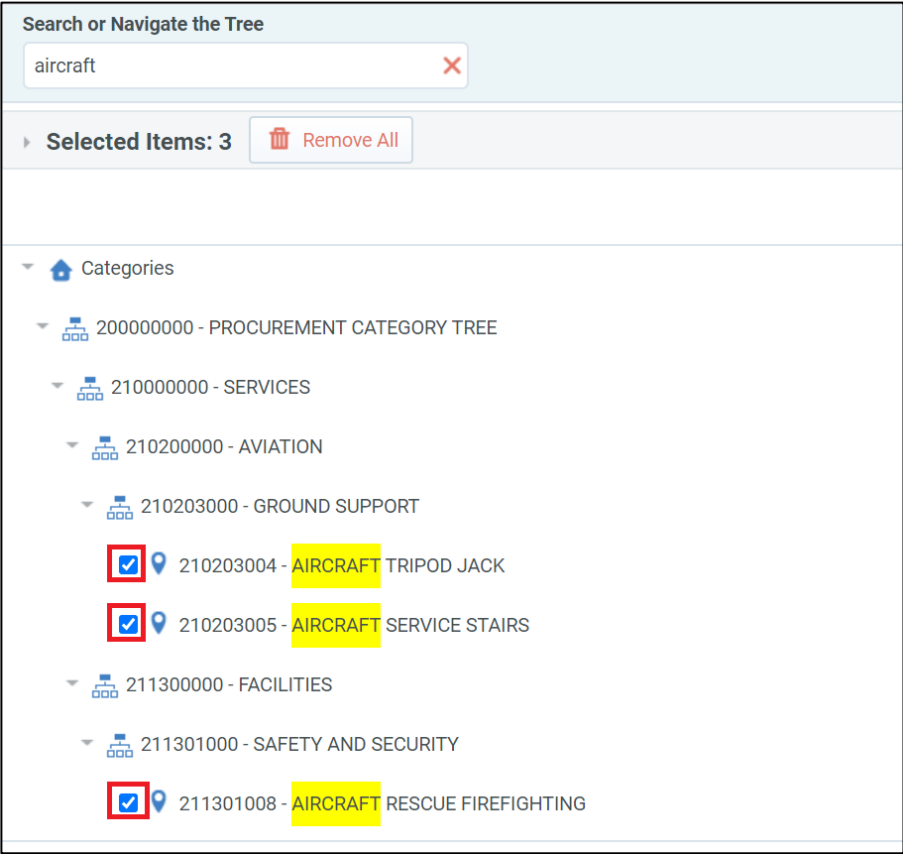 Search or Navigate the Tree
aircraft
Selected Items: 3 Remove All
Categories
200000000 - PROCUREMENT CATEGORY TREE
210000000 - SERVICES
210200000 - AVIATION
210203000 - GROUND SUPPORT
210203004 - AIRCRAFT TRIPOD JACK
210203005 - AIRCRAFT SERVICE STAIRS
211300000 - FACILITIES
211301000 - SAFETY AND SECURITY
211301008 - AIRCRAFT RESCUE FIREFIGHTING